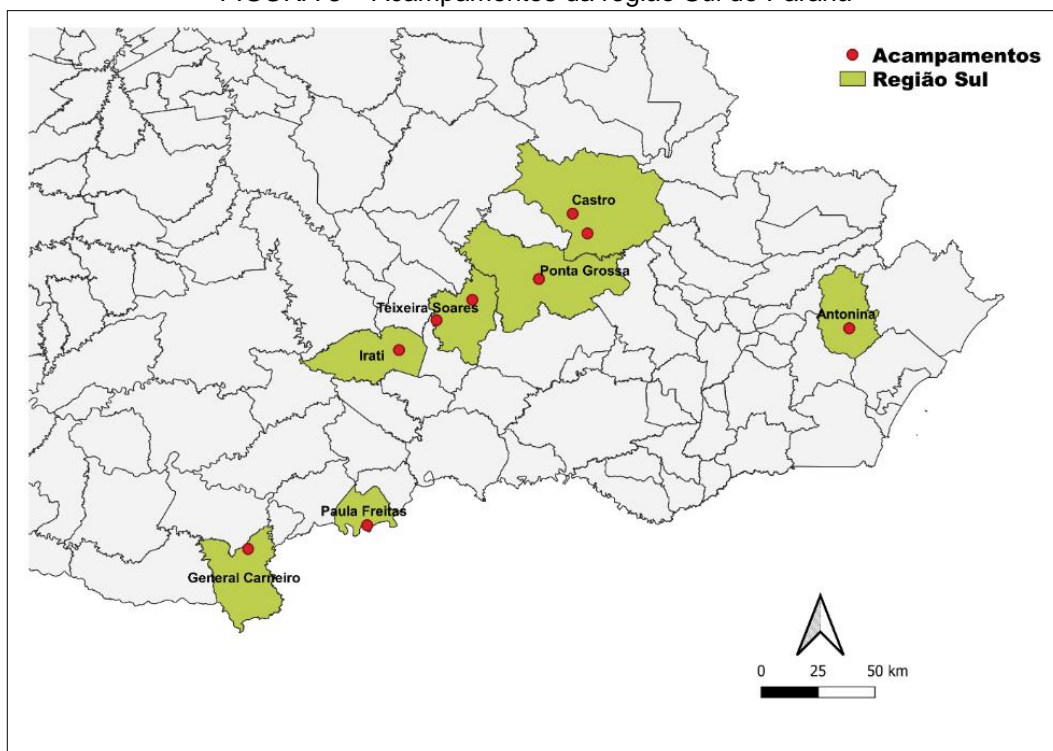 Acampamentos
Região Sul
Castro
Ponta Grossa
Teixeira Soares
Antonina
Irati
Paula Freitas
General Carneiro
0 25 50 km